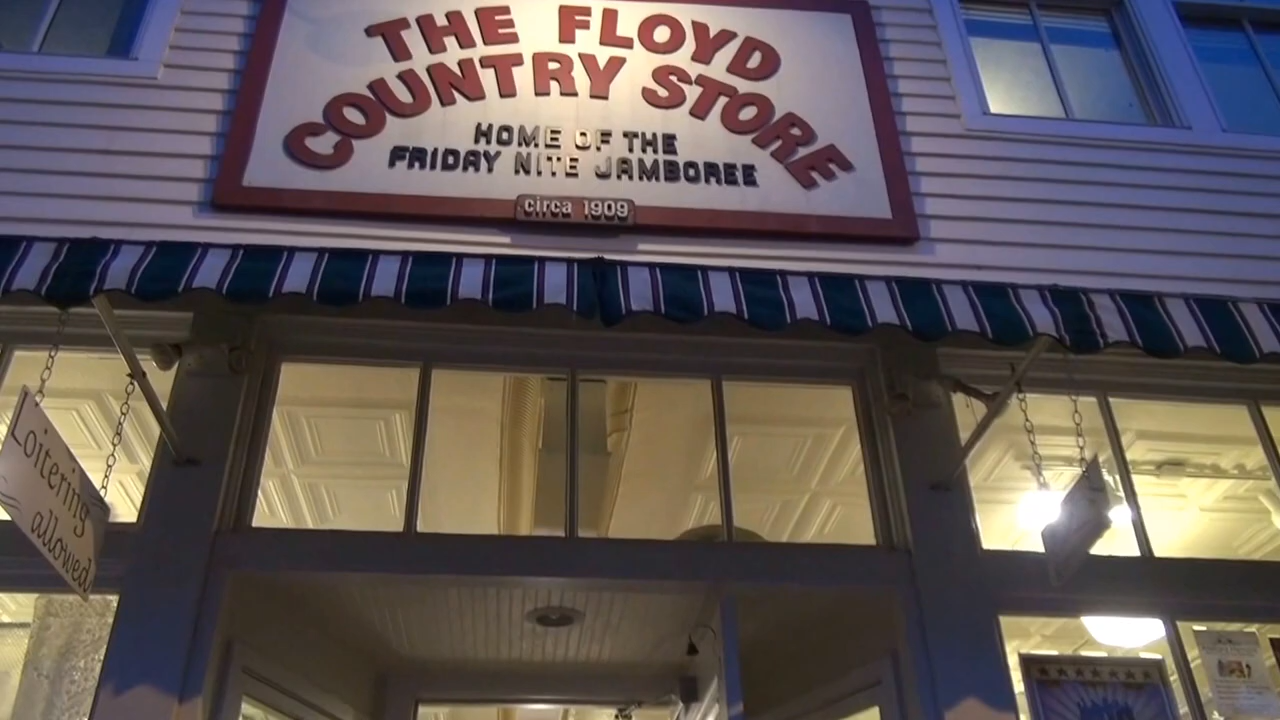 THE FLOYD
COUNTRY STORE
HOME OF THE
FRIDAY NITE JAMBOREE
circa 1909
Loitering
allowed